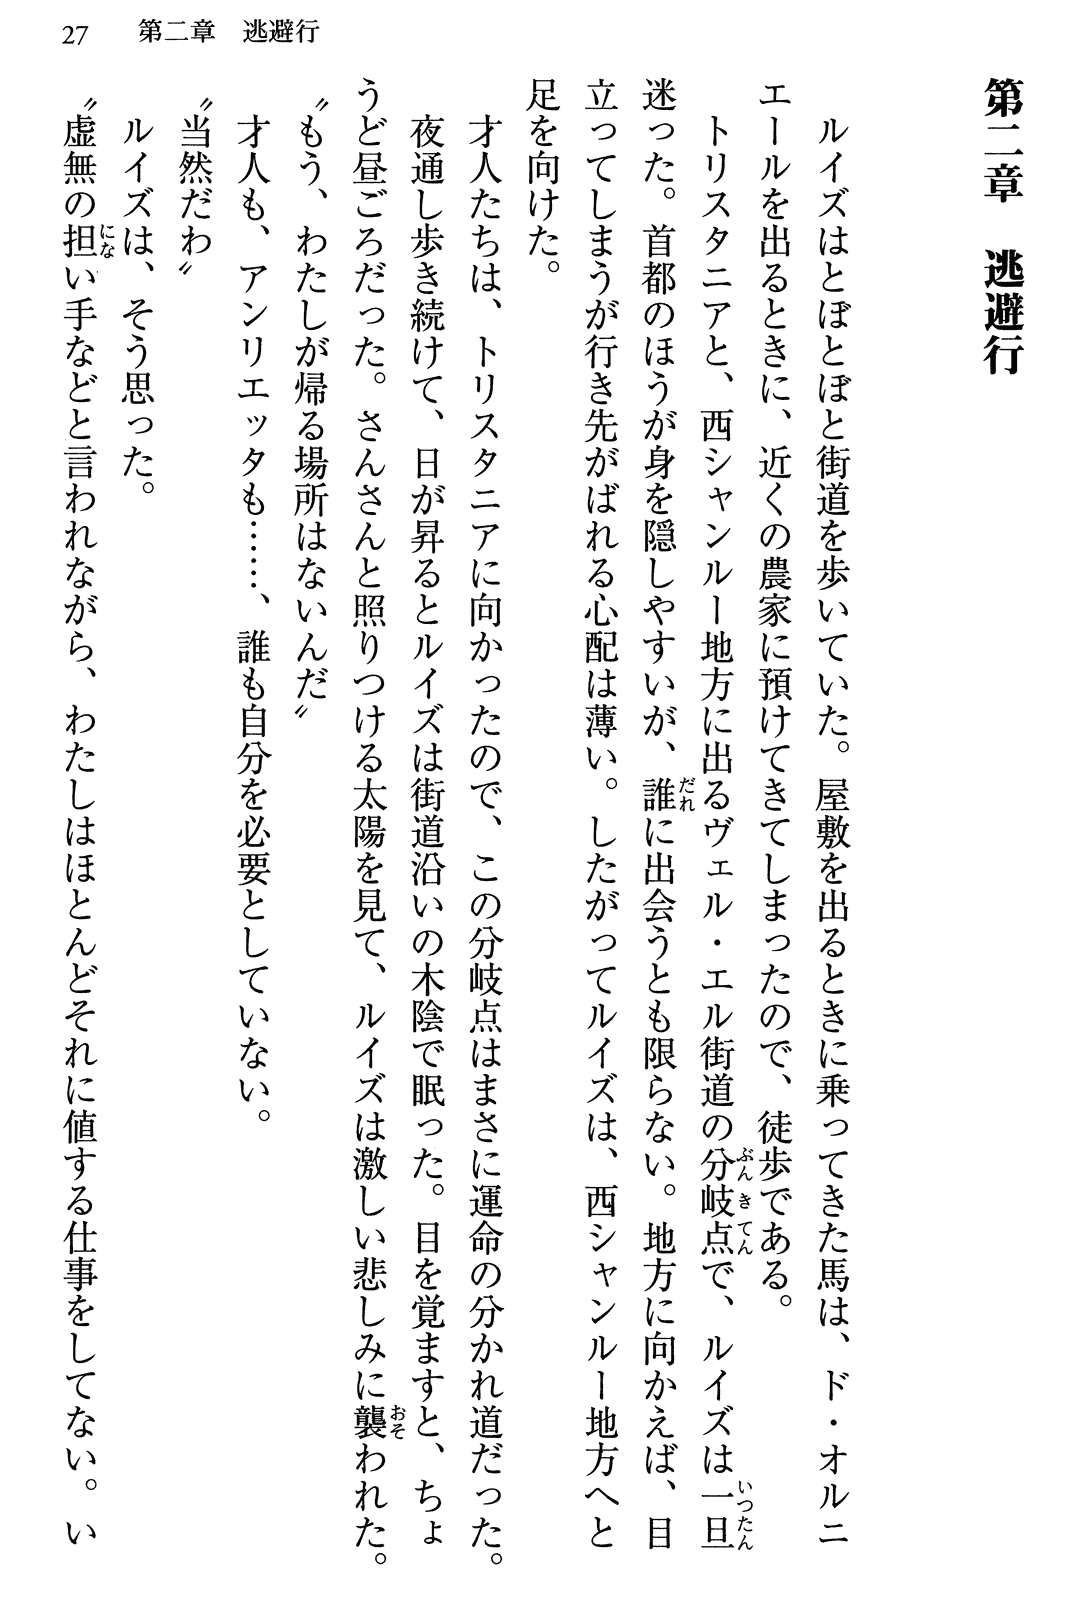 27　第二章　逃避行
第二章　逃避行
　ルイズはとぼとぼと街道を歩いていた。屋敷を出るときに乗ってきた馬は、ド・オルニ
エールを出るときに、近くの農家に預けてきてしまったので、徒歩である。
　トリスタニアと、西シャンルー地方に出るヴェル・エル街道の分岐点で、ルイズは一旦
迷った。首都のほうが身を隠しやすいが、誰に出会うとも限らない。地方に向かえば、目
立ってしまうが行き先がばれる心配は薄い。したがってルイズは、西シャンルー地方へと
足を向けた。
　才人たちは、トリスタニアに向かったので、この分岐点はまさに運命の分かれ道だった。
　夜通し歩き続けて、日が昇るとルイズは街道沿いの木陰で眠った。目を覚ますと、ちょ
うど昼ごろだった。さんさんと照りつける太陽を見て、ルイズは激しい悲しみに襲われた。
〝もう、わたしが帰る場所はないんだ〟
　才人も、アンリエッタも……、誰も自分を必要としていない。
〝当然だわ〟
　ルイズは、そう思った。
〝虚無の担い手などと言われながら、わたしはほとんどそれに値する仕事をしてない。い
ぶんきてん
いったん
だれ
おそ
にな